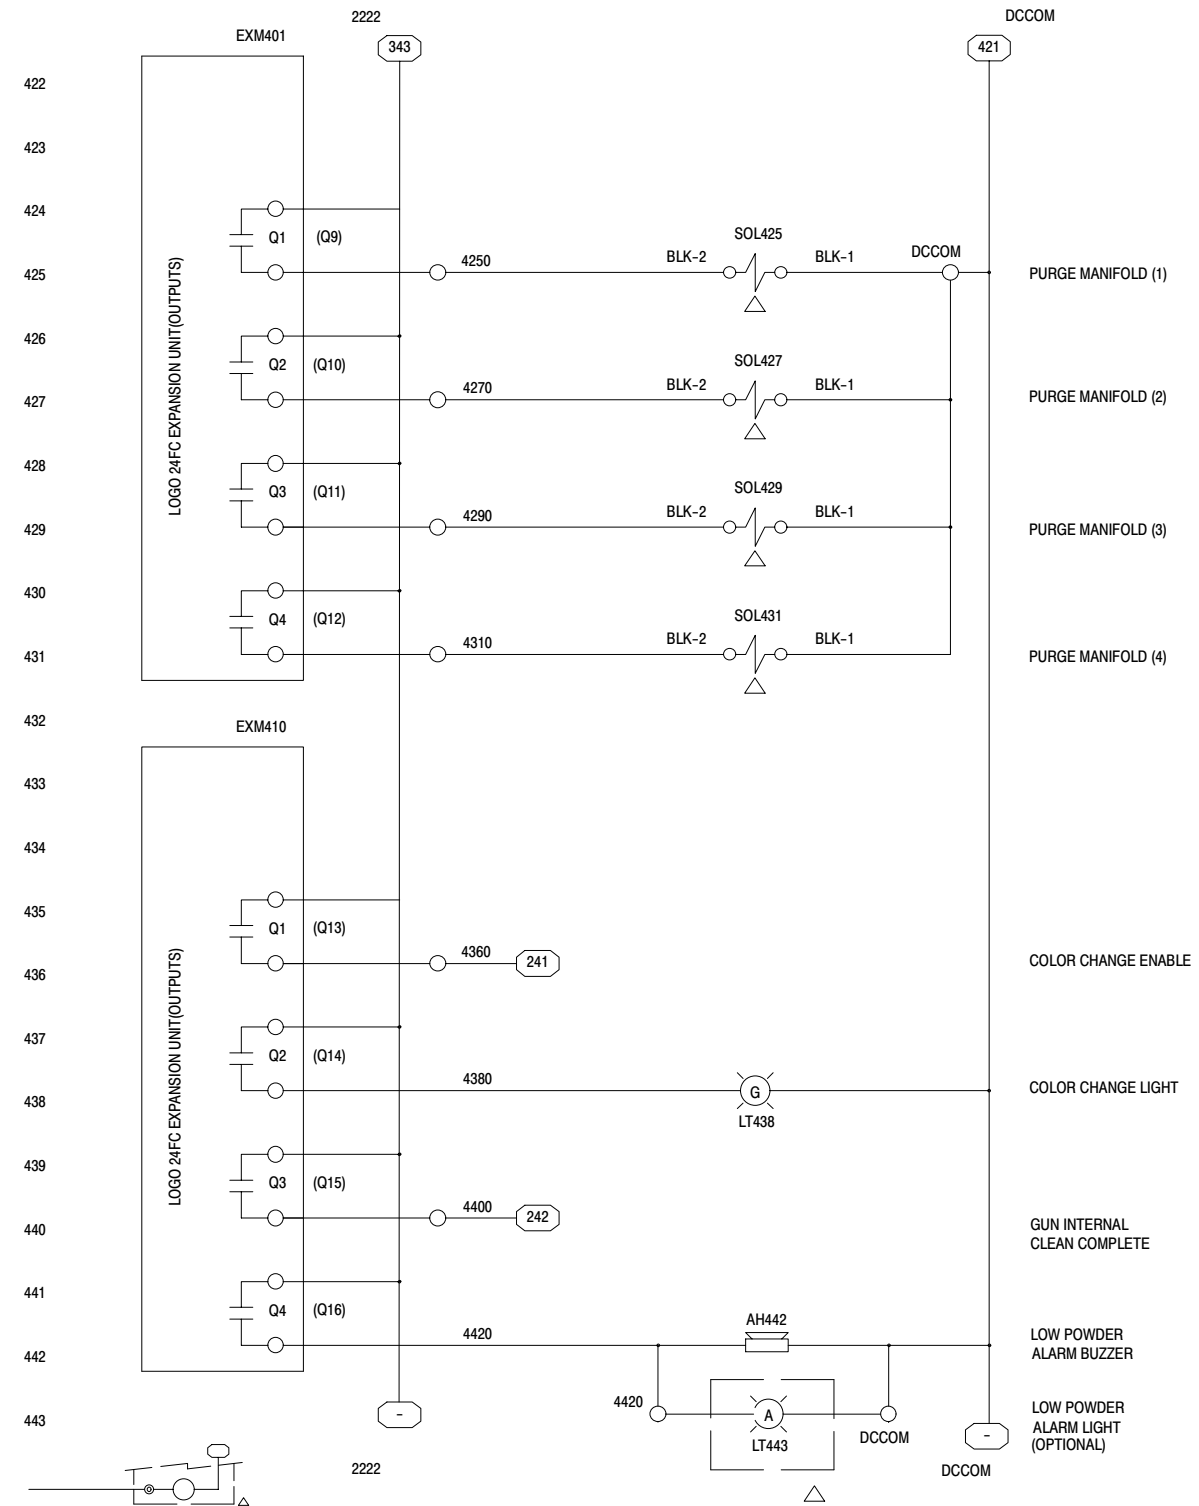 2222
DCCOM
EXM401
343
421
422
423
424
Q1
(Q9)
SOL425
425
4250
BLK-2
BLK-1
DCCOM
PURGE MANIFOLD (1)
LOGO 24FC EXPANSION UNIT(OUTPUTS)
426
Q2
(Q10)
SOL427
427
4270
BLK-2
BLK-1
PURGE MANIFOLD (2)
428
Q3
(Q11)
SOL429
429
4290
BLK-2
BLK-1
PURGE MANIFOLD (3)
430
Q4
(Q12)
SOL431
431
4310
BLK-2
BLK-1
PURGE MANIFOLD (4)
432
EXM410
433
434
435
Q1
(Q13)
436
4360
241
COLOR CHANGE ENABLE
LOGO 24FC EXPANSION UNIT(OUTPUTS)
437
Q2
(Q14)
438
4380
G
LT438
COLOR CHANGE LIGHT
439
Q3
(Q15)
440
4400
242
GUN INTERNAL
CLEAN COMPLETE
441
Q4
(Q16)
AH442
442
4420
LOW POWDER
ALARM BUZZER
443
-
4420
A
LT443
DCCOM
-
LOW POWDER
ALARM LIGHT
(OPTIONAL)
2222
DCCOM